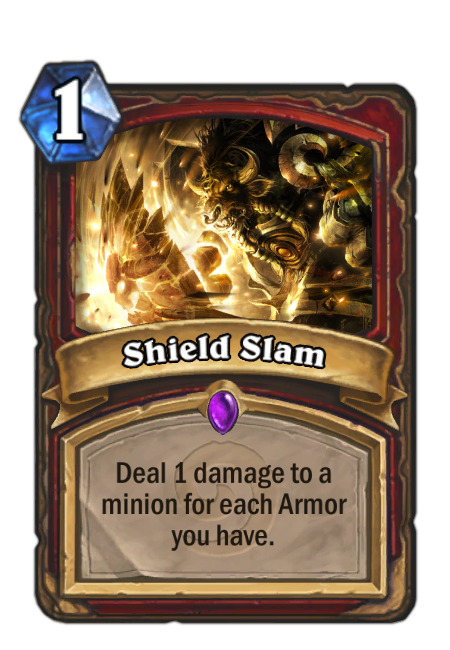 1
Shield Slam
Deal 1 damage to a
minion for each Armor
you have.